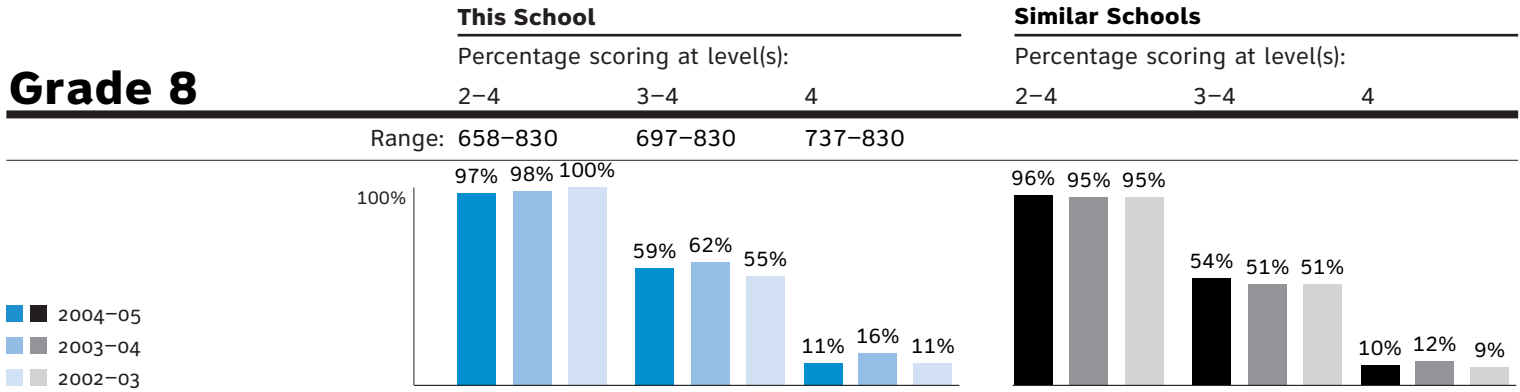 This School Similar Schools
Percentage scoring at level(s): Percentage scoring at level(s):
Grade 8 2–4 3–4 4 2–4 3–4 4
Range: 658–830 697–830 737–830
97% 98% 100% 96% 95% 95%
100%
59% 62% 55% 54% 51% 51%
11% 16% 11% 10% 12% 9%
2004–05
2003–04
2002–03